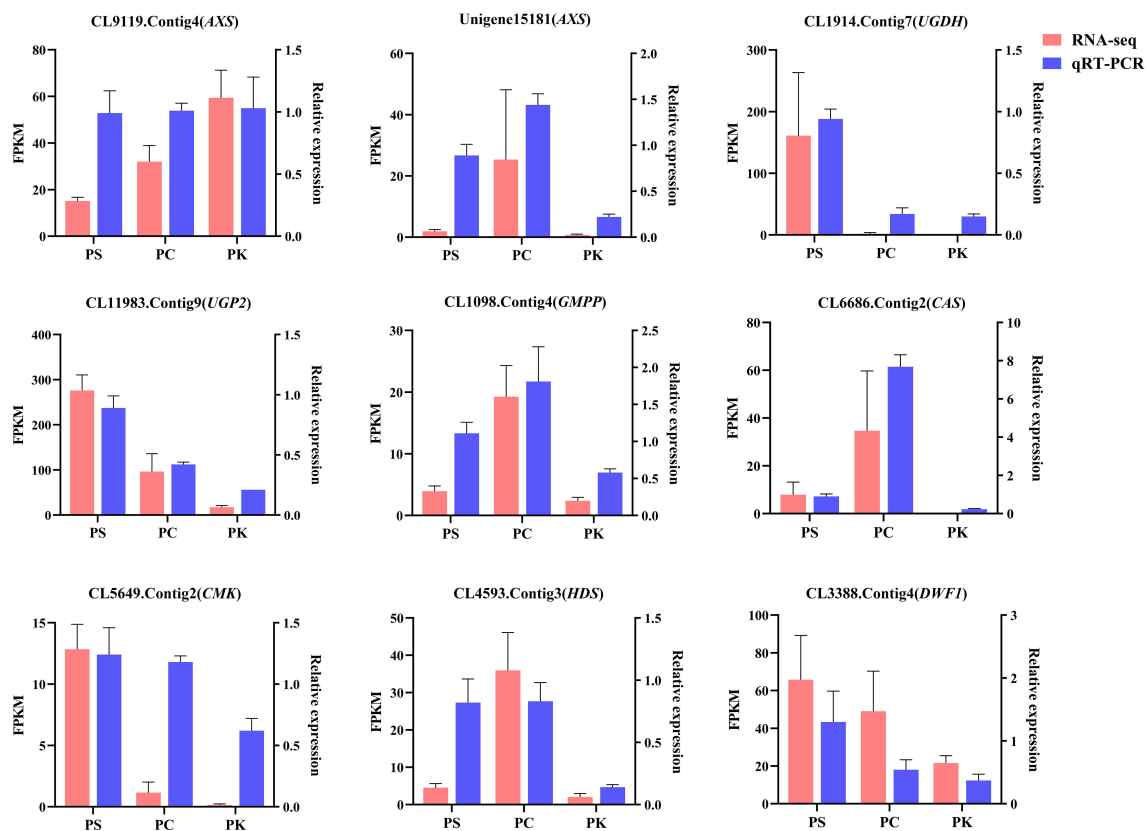 CL9119.Contig4(AXS)
FPKM
80
60
40
20
0
1.5
1.0
0.5
0.0
Relative expression
PS PC PK
Unigene15181(AXS)
FPKM
60
40
20
0
2.0
1.5
1.0
0.5
0.0
Relative expression
PS PC PK
CL1914.Contig7(UGDH)
FPKM
300
200
100
0
1.5
1.0
0.5
0.0
Relative expression
PS PC PK
RNA-seq
qRT-PCR
CL11983.Contig9(UGP2)
FPKM
400
300
200
100
0
1.5
1.0
0.5
0.0
Relative expression
PS PC PK
CL1098.Contig4(GMPP)
FPKM
30
20
10
0
2.5
2.0
1.5
1.0
0.5
0.0
Relative expression
PS PC PK
CL6686.Contig2(CAS)
FPKM
80
60
40
20
0
10
8
6
4
2
0
Relative expression
PS PC PK
CL5649.Contig2(CMK)
FPKM
15
10
5
0
1.5
1.0
0.5
0.0
Relative expression
PS PC PK
CL4593.Contig3(HDS)
FPKM
50
40
30
20
10
0
1.5
1.0
0.5
0.0
Relative expression
PS PC PK
CL3388.Contig4(DWF1)
FPKM
100
80
60
40
20
0
3
2
1
0
Relative expression
PS PC PK